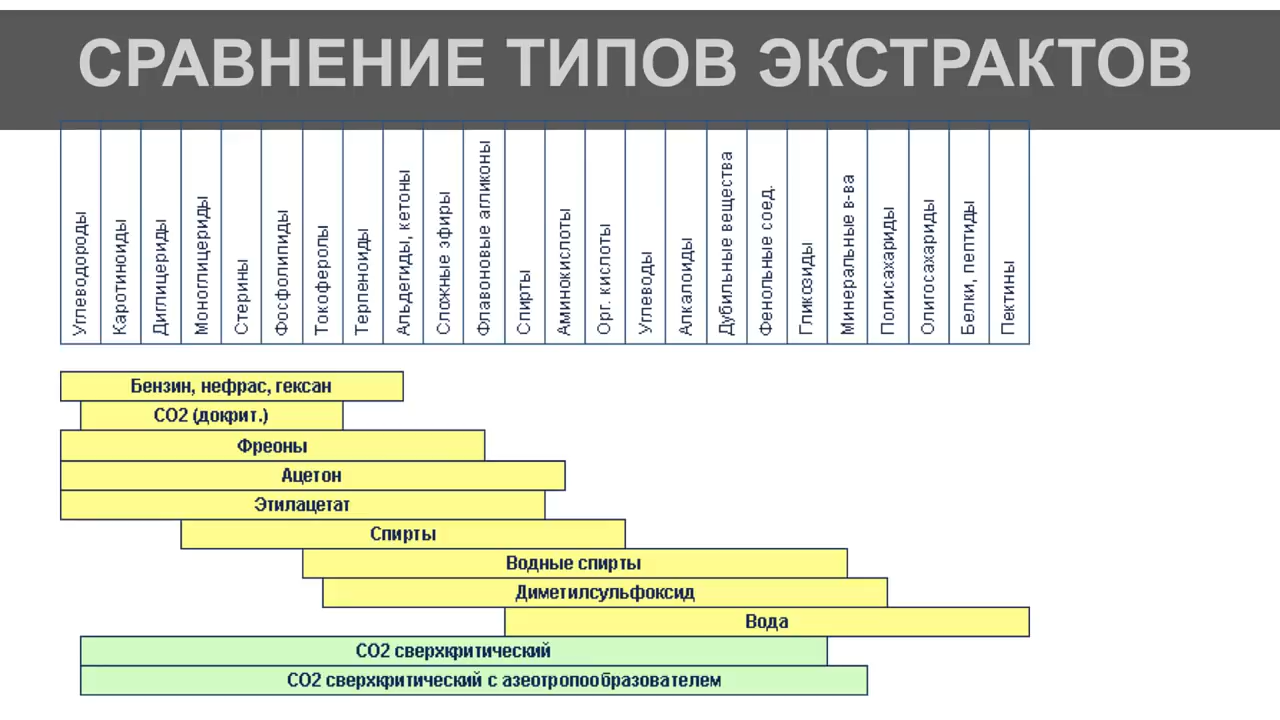 СРАВНЕНИЕ ТИПОВ ЭКСТРАКТОВ
Углеводороды
Каротиноиды
Диглицериды
Моноглицериды
Стерины
Фосфолипиды
Токоферолы
Терпеноиды
Альдегиды, кетоны
Сложные эфиры
Флавоновые агликоны
Спирты
Аминокислоты
Орг. кислоты
Углеводы
Алкалоиды
Дубильные вещества
Фенольные соед.
Гликозиды
Минеральные в-ва
Полисахариды
Олигосахариды
Белки, пептиды
Пектины
Бензин, нефрас, гексан
СО2 (докрит.)
Фреоны
Ацетон
Этилацетат
Спирты
Водные спирты
Диметилсульфоксид
Вода
СО2 сверхкритический
СО2 сверхкритический с азеотропообразователем